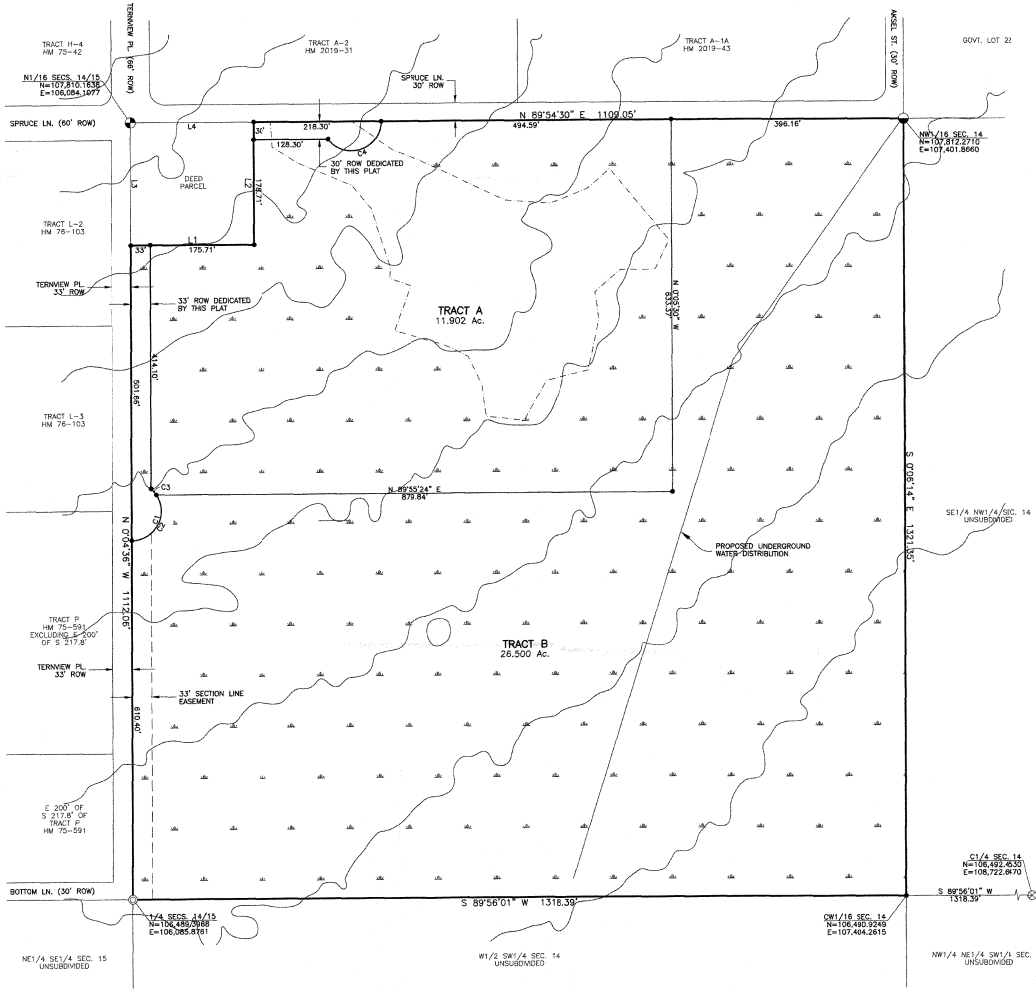 TERNVIEW PL. (66' ROW)
TRACT H-4
HM 75-42
TRACT A-2
HM 2019-31
TRACT A-1A
HM 2019-43
AKSEL ST. (30' ROW)
GOVT. LOT 22
N1/16 SECS. 14/15
N=107,810.1638
E=106,084.1077
SPRUCE LN.
30' ROW
SPRUCE LN. (60' ROW)
L4
30'
218.30'
N 89°54'30" E 1109.05'
494.59'
396.16'
128.30'
C4
NW1/16 SEC. 14
N=107,812.2710
E=107,401.8660
30' ROW DEDICATED
BY THIS PLAT
DEED
PARCEL
L3
L2
178.71'
TRACT L-2
HM 76-103
33'
L1
175.71'
TERNVIEW PL.
33' ROW
33' ROW DEDICATED
BY THIS PLAT
TRACT A
11.902 Ac.
N 0°05'30" W
633.37'
414.10'
501.66'
TRACT L-3
HM 76-103
C3
N 89°55'24" E
879.84'
S 0°06'14" E 1321.35'
SE1/4 NW1/4 SEC. 14
UNSUBDIVIDED
N 0°04'36" W 1112.06'
PROPOSED UNDERGROUND
WATER DISTRIBUTION
TRACT P
HM 75-591
EXCLUDING E 200'
OF S 217.8'
TRACT B
26.500 Ac.
TERNVIEW PL.
33' ROW
33' SECTION LINE
EASEMENT
610.40'
E 200' OF
S 217.8' OF
TRACT P
HM 75-591
C1/4 SEC. 14
N=106,492.4530
E=108,722.6470
BOTTOM LN. (30' ROW)
S 89°56'01" W 1318.39'
S 89°56'01" W
1318.39'
1/4 SECS. 14/15
N=106,489.3968
E=106,085.8761
CW1/16 SEC. 14
N=106,490.9249
E=107,404.2615
NE1/4 SE1/4 SEC. 15
UNSUBDIVIDED
W1/2 SW1/4 SEC. 14
UNSUBDIVIDED
NW1/4 NE1/4 SW1/4 SEC.
UNSUBDIVIDED